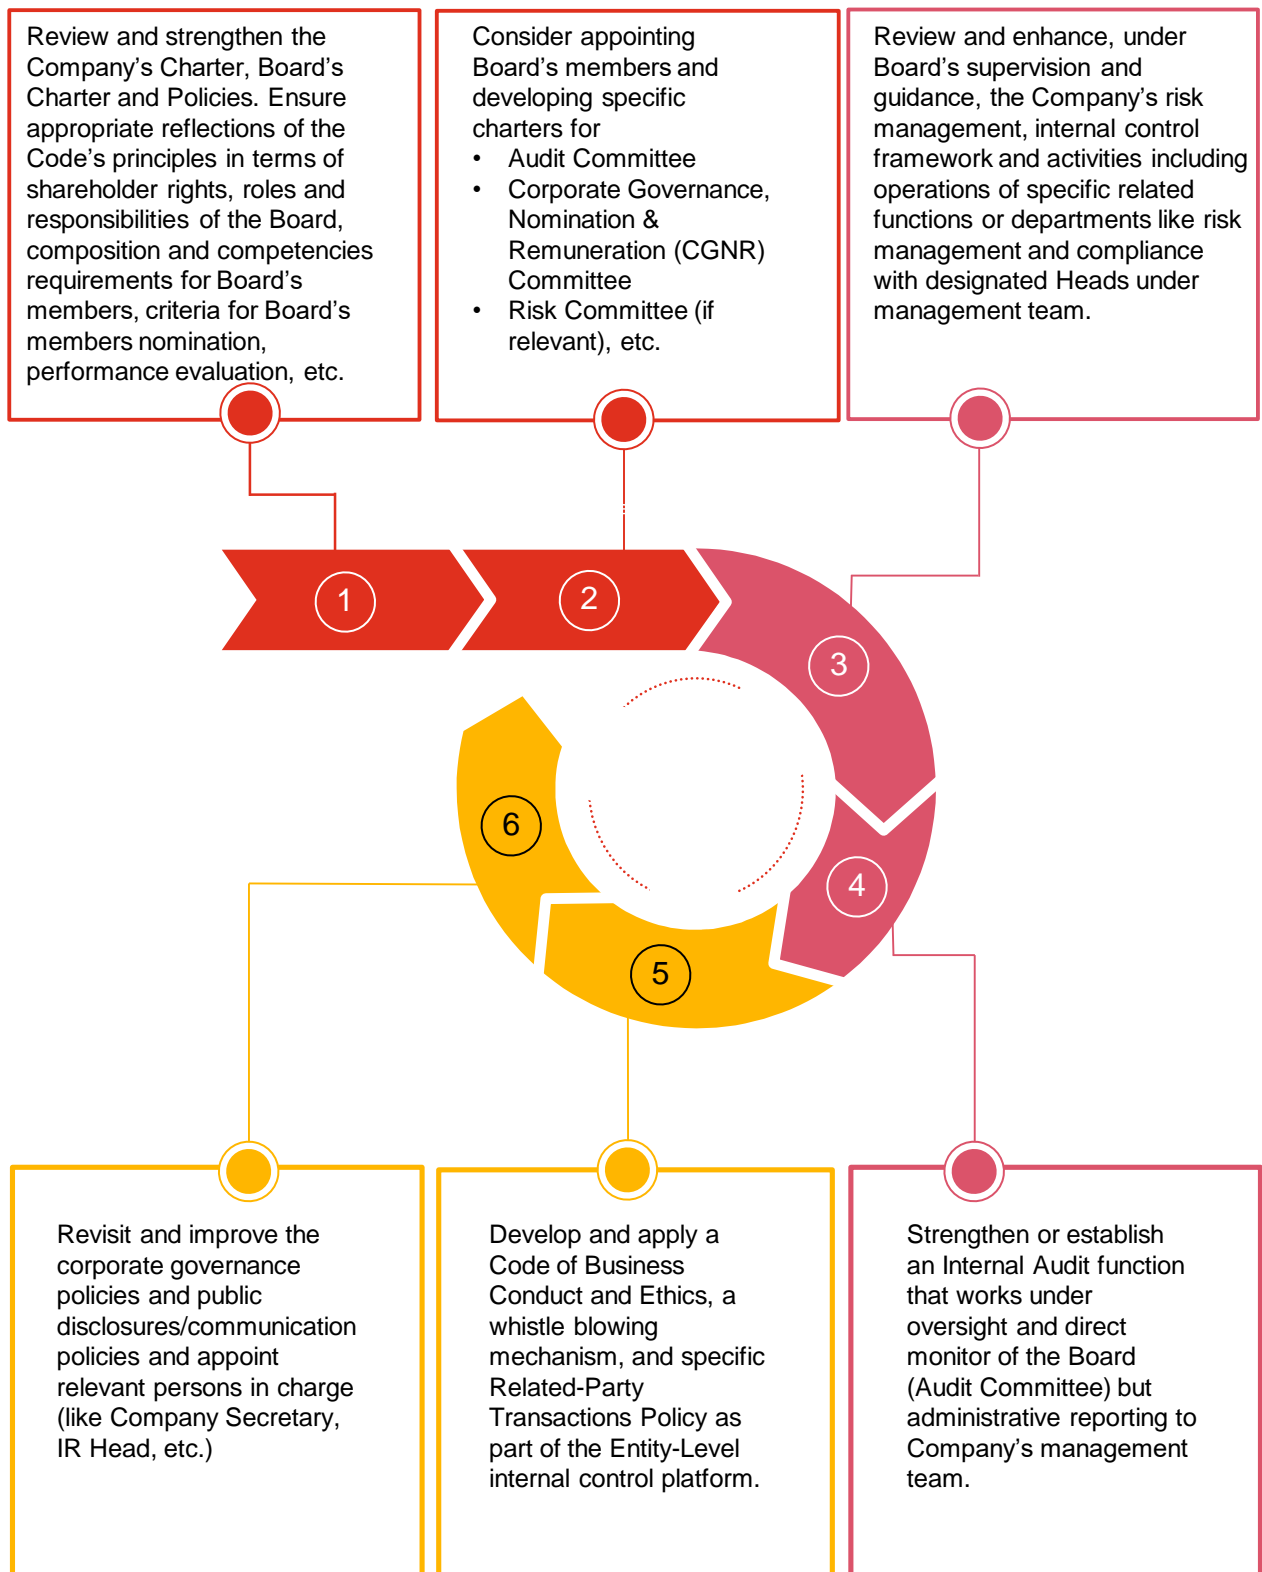 Review and strengthen the
Company’s Charter, Board’s
Charter and Policies. Ensure
appropriate reflections of the
Code’s principles in terms of
shareholder rights, roles and
responsibilities of the Board,
composition and competencies
requirements for Board’s
members, criteria for Board’s
members nomination,
performance evaluation, etc.
Consider appointing
Board’s members and
developing specific
charters for
• Audit Committee
• Corporate Governance,
Nomination &
Remuneration (CGNR)
Committee
• Risk Committee (if
relevant), etc.
Review and enhance, under
Board’s supervision and
guidance, the Company’s risk
management, internal control
framework and activities including
operations of specific related
functions or departments like risk
management and compliance
with designated Heads under
management team.
1
2
3
4
5
6
Revisit and improve the
corporate governance
policies and public
disclosures/communication
policies and appoint
relevant persons in charge
(like Company Secretary,
IR Head, etc.)
Develop and apply a
Code of Business
Conduct and Ethics, a
whistle blowing
mechanism, and specific
Related-Party
Transactions Policy as
part of the Entity-Level
internal control platform.
Strengthen or establish
an Internal Audit function
that works under
oversight and direct
monitor of the Board
(Audit Committee) but
administrative reporting to
Company’s management
team.